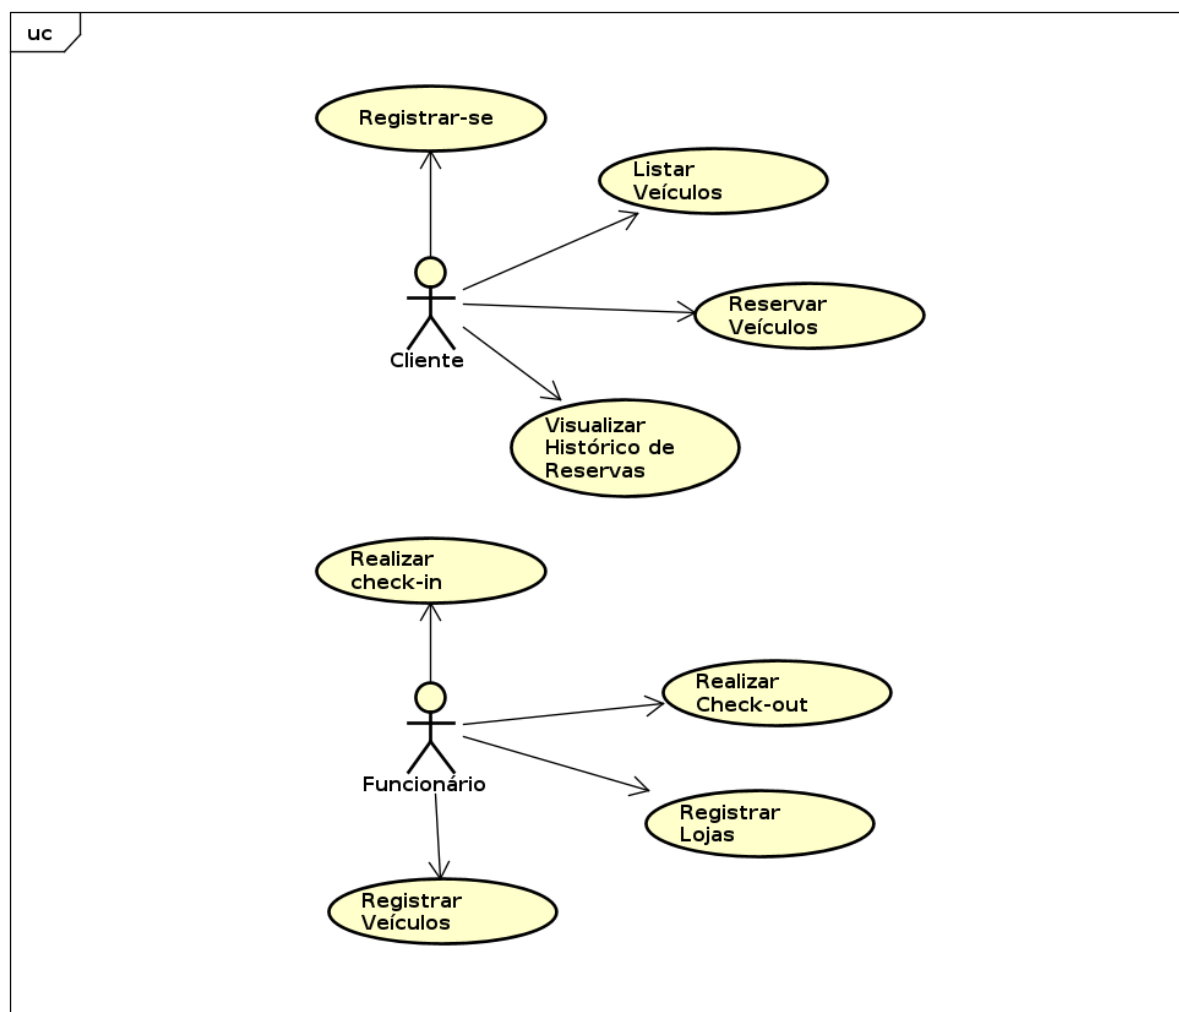 uc
Registrar-se
Listar
Veículos
Reservar
Veículos
Cliente
Visualizar
Histórico de
Reservas
Realizar
check-in
Realizar
Check-out
Funcionário
Registrar
Lojas
Registrar
Veículos